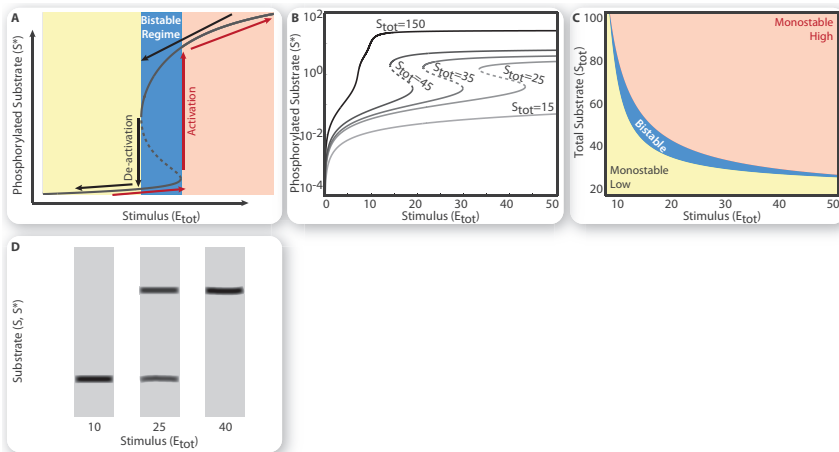 A
Bistable
Regime
Phosphorylated Substrate (S*)
De-activation
Activation
Stimulus (Etot)
B
Phosphorylated Substrate (S*)
10^2
10^0
10^-2
10^-4
Stot=150
Stot=45
Stot=35
Stot=25
Stot=15
0 10 20 30 40 50
Stimulus (Etot)
C
Total Substrate (Stot)
100
80
60
40
20
Monostable
High
Bistable
Monostable
Low
10 20 30 40 50
Stimulus (Etot)
D
Substrate (S, S*)
10 25 40
Stimulus (Etot)